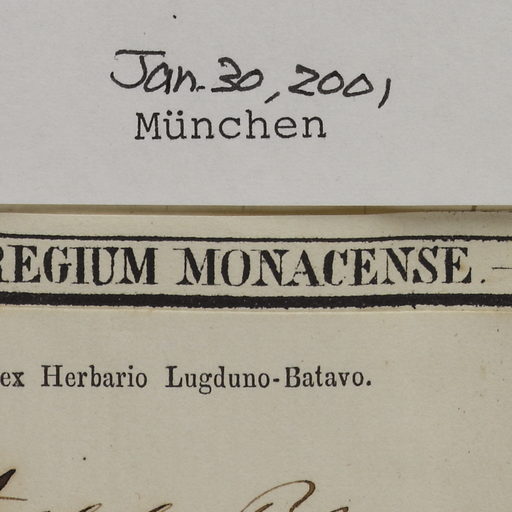 Jan. 30, 2001
München
REGIUM MONACENSE.
ex Herbario Lugduno-Batavo.